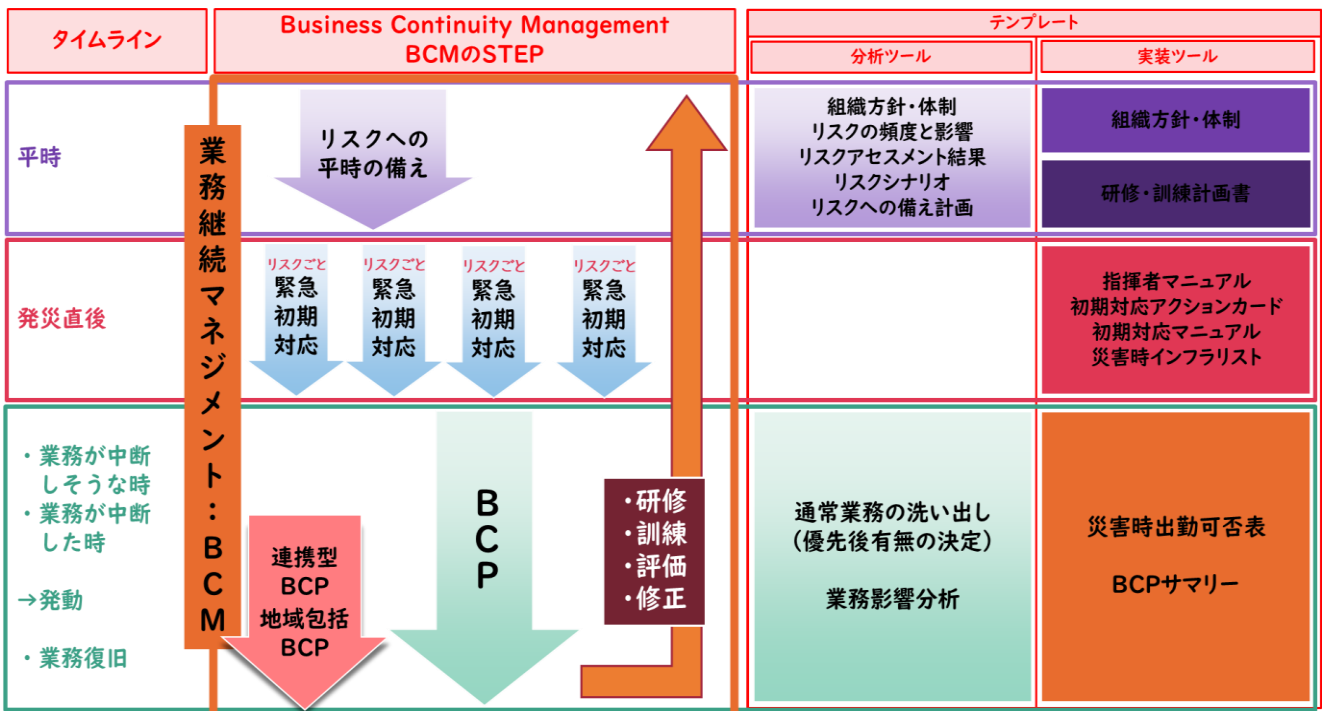 タイムライン
Business Continuity Management
BCMのSTEP
テンプレート
分析ツール
実装ツール
平時
業務継続マネジメント:BCM
リスクへの
平時の備え
組織方針・体制
リスクの頻度と影響
リスクアセスメント結果
リスクシナリオ
リスクへの備え計画
組織方針・体制
研修・訓練計画書
発災直後
リスクごと
緊急
初期
対応
リスクごと
緊急
初期
対応
リスクごと
緊急
初期
対応
リスクごと
緊急
初期
対応
指揮者マニュアル
初期対応アクションカード
初期対応マニュアル
災害時インフラリスト
・業務が中断
しそうな時
・業務が中断
した時
→発動
・業務復旧
連携型
BCP
地域包括
BCP
BCP
・研修
・訓練
・評価
・修正
通常業務の洗い出し
(優先後有無の決定)
業務影響分析
災害時出勤可否表
BCPサマリー